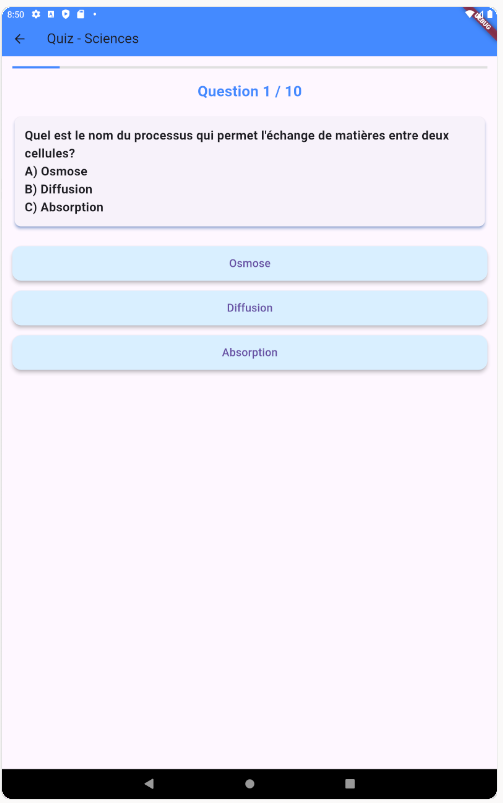 8:50
DEBUG
Quiz - Sciences
Question 1 / 10
Quel est le nom du processus qui permet l'échange de matières entre deux
cellules?
A) Osmose
B) Diffusion
C) Absorption
Osmose
Diffusion
Absorption